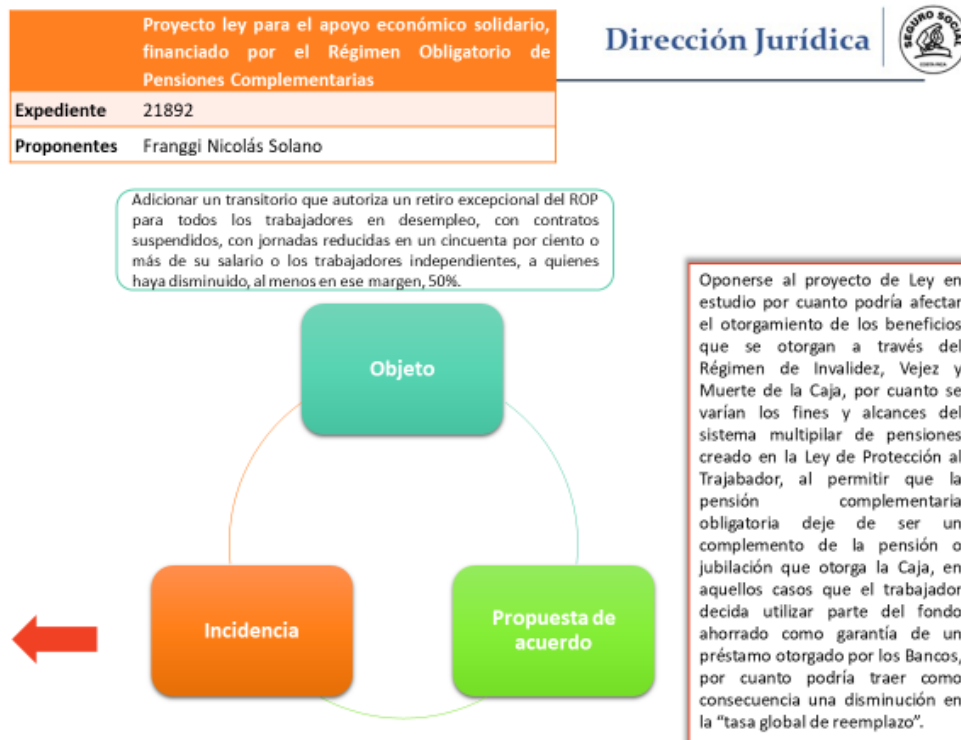 Proyecto ley para el apoyo económico solidario,
financiado por el Régimen Obligatorio de
Pensiones Complementarias
Expediente 21892
Proponentes Franggi Nicolás Solano
Dirección Jurídica
SEGURO SOCIAL
COSTA RICA
Adicionar un transitorio que autoriza un retiro excepcional del ROP
para todos los trabajadores en desempleo, con contratos
suspendidos, con jornadas reducidas en un cincuenta por ciento o
más de su salario o los trabajadores independientes, a quienes
haya disminuido, al menos en ese margen, 50%.
Objeto
Incidencia
Propuesta de
acuerdo
Oponerse al proyecto de Ley en
estudio por cuanto podría afectar
el otorgamiento de los beneficios
que se otorgan a través del
Régimen de Invalidez, Vejez y
Muerte de la Caja, por cuanto se
varían los fines y alcances del
sistema multipilar de pensiones
creado en la Ley de Protección al
Trajabador, al permitir que la
pensión complementaria
obligatoria deje de ser un
complemento de la pensión o
jubilación que otorga la Caja, en
aquellos casos que el trabajador
decida utilizar parte del fondo
ahorrado como garantía de un
préstamo otorgado por los Bancos,
por cuanto podría traer como
consecuencia una disminución en
la “tasa global de reemplazo”.